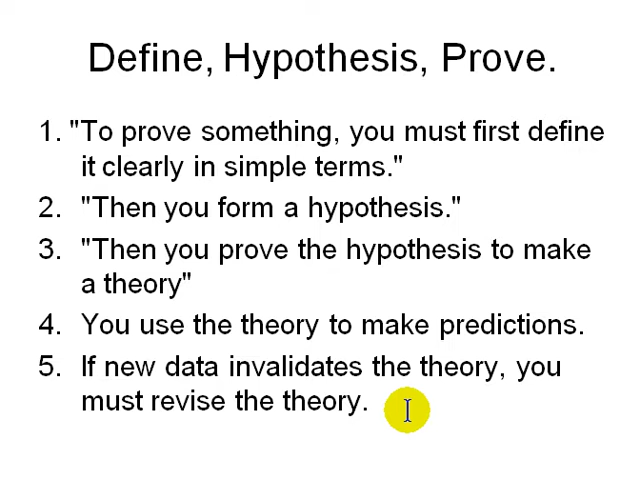 Define, Hypothesis, Prove.
1. "To prove something, you must first define
it clearly in simple terms."
2. "Then you form a hypothesis."
3. "Then you prove the hypothesis to make
a theory"
4. You use the theory to make predictions.
5. If new data invalidates the theory, you
must revise the theory.